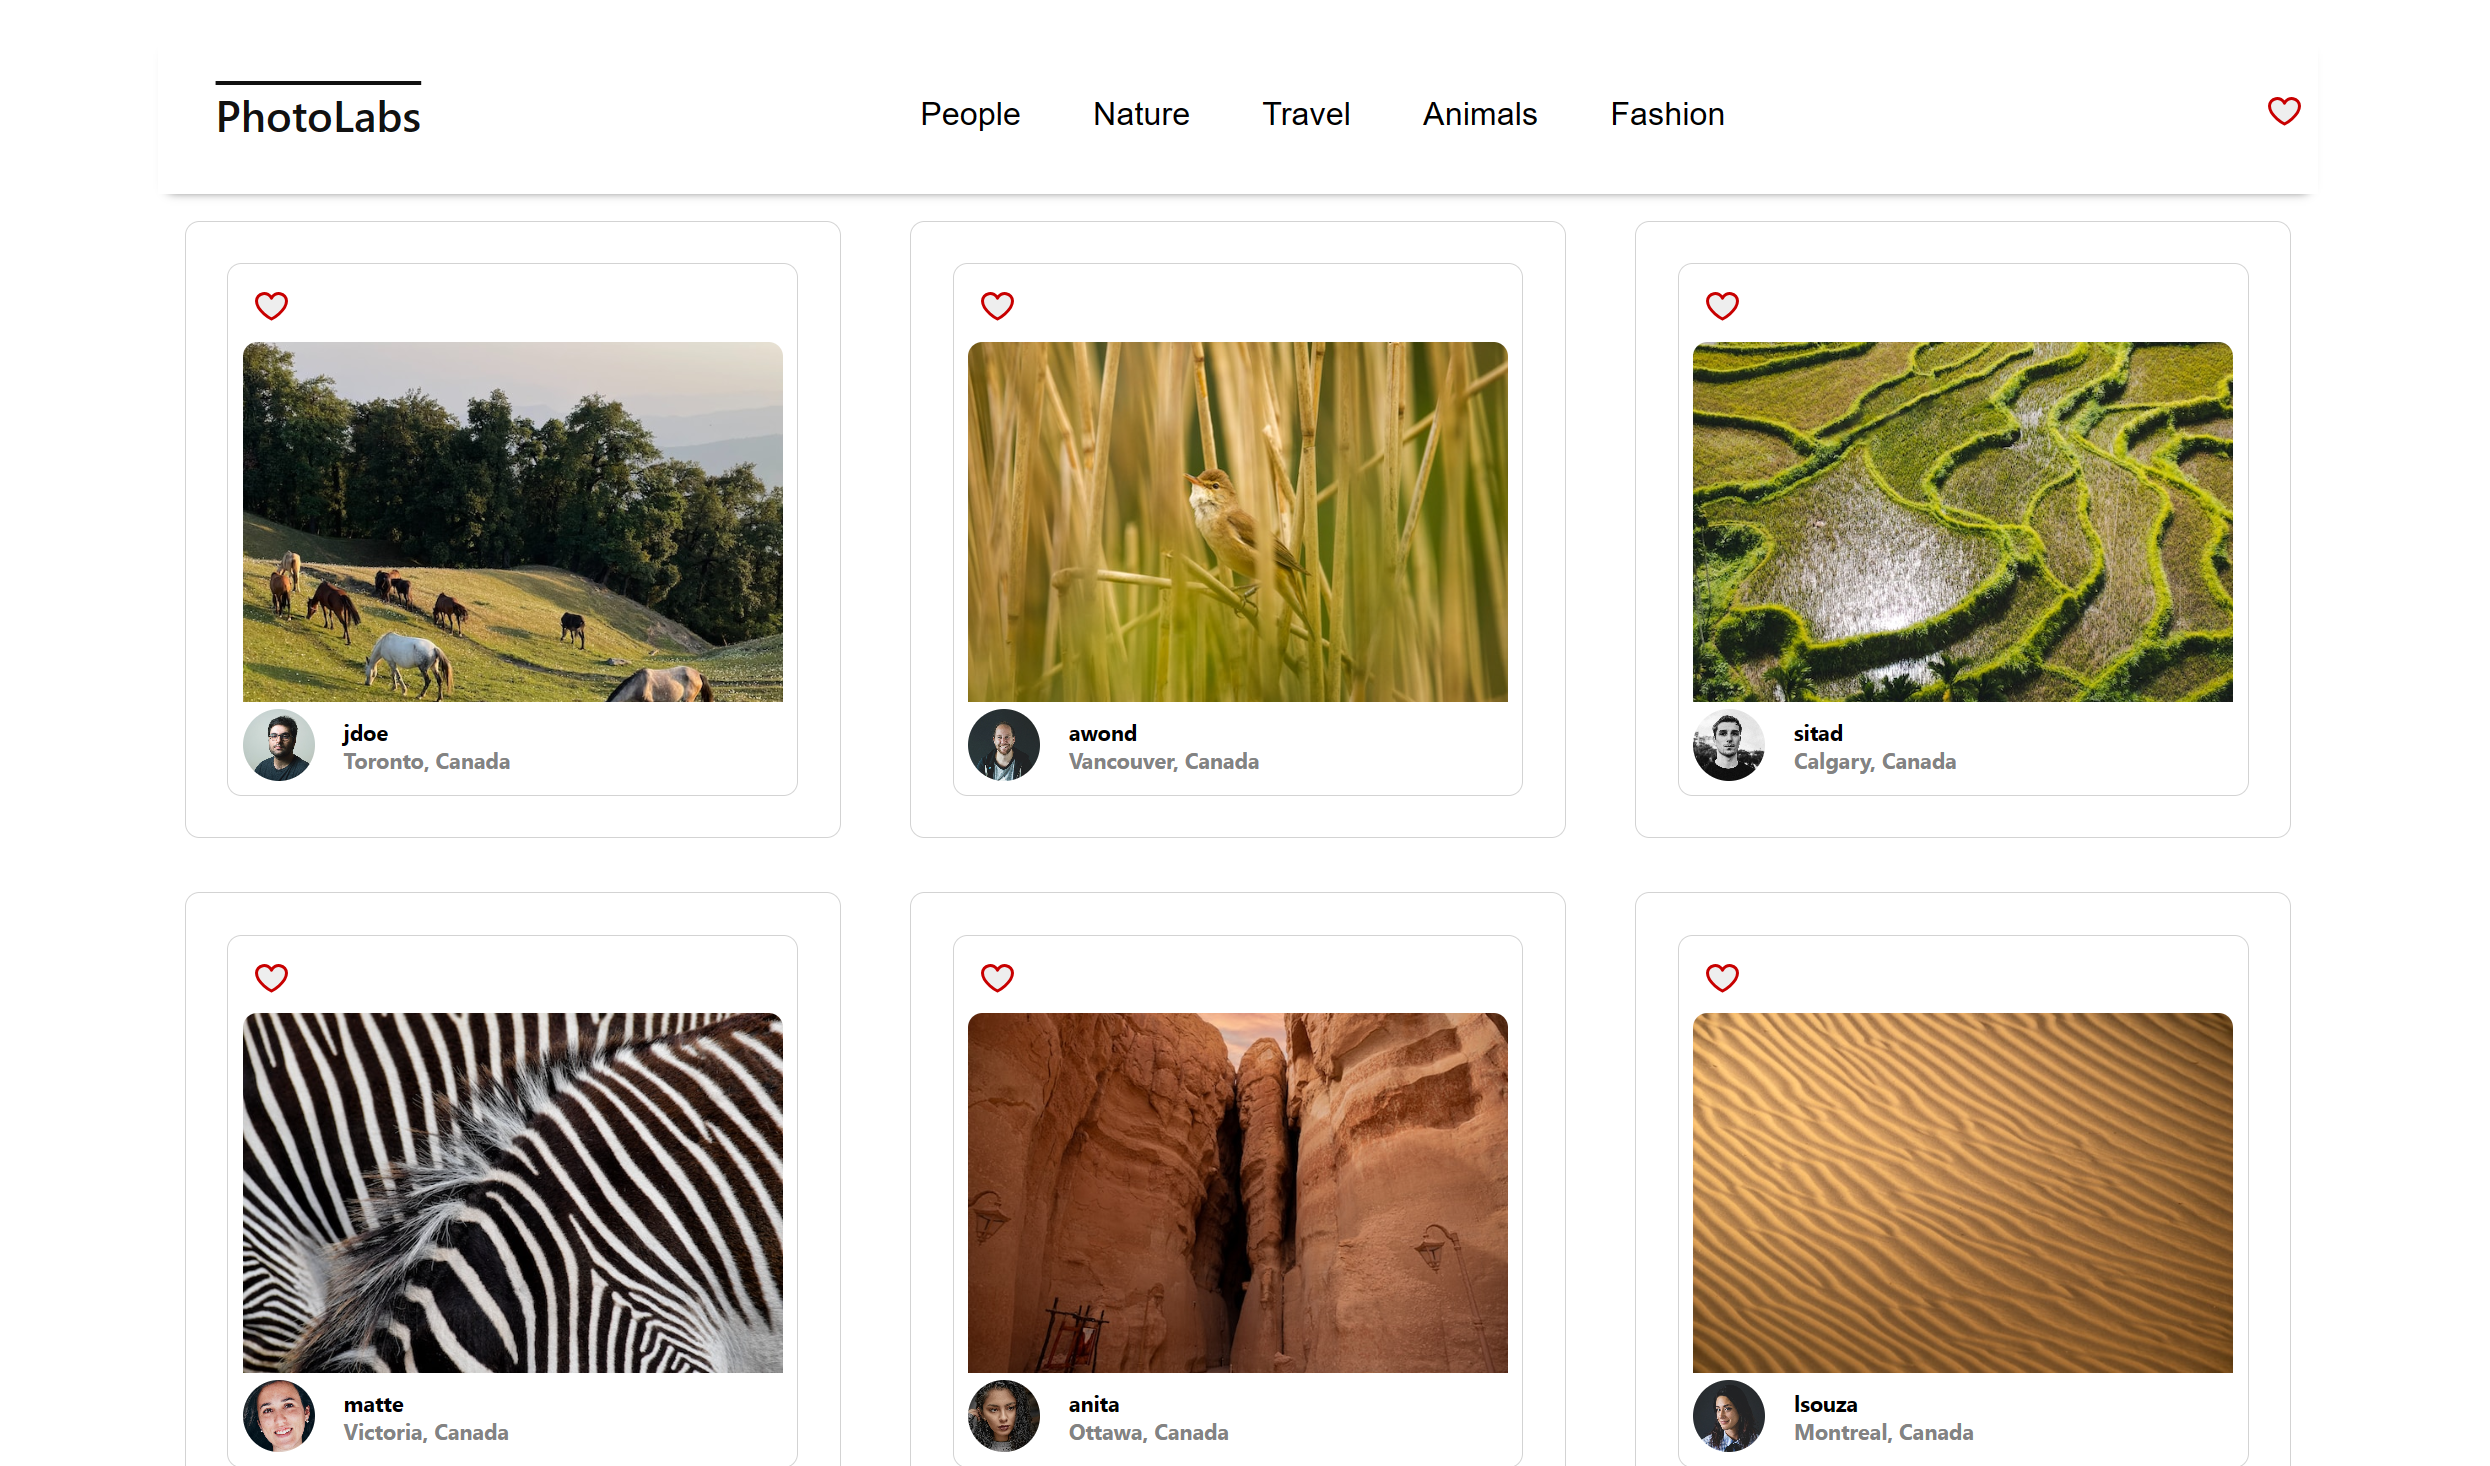 PhotoLabs
People
Nature
Travel
Animals
Fashion
jdoe
Toronto, Canada
awond
Vancouver, Canada
sitad
Calgary, Canada
matte
Victoria, Canada
anita
Ottawa, Canada
lsouza
Montreal, Canada